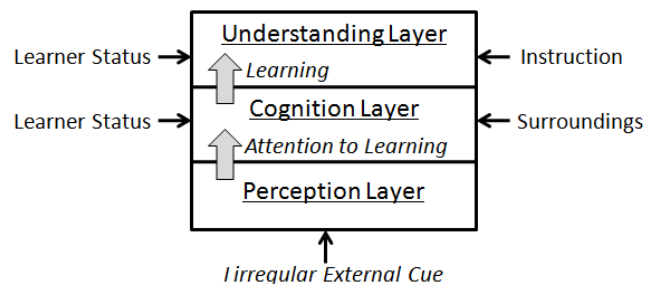 Understanding Layer
Learner Status
Learning
Instruction
Cognition Layer
Learner Status
Surroundings
Attention to Learning
Perception Layer
I irregular External Cue